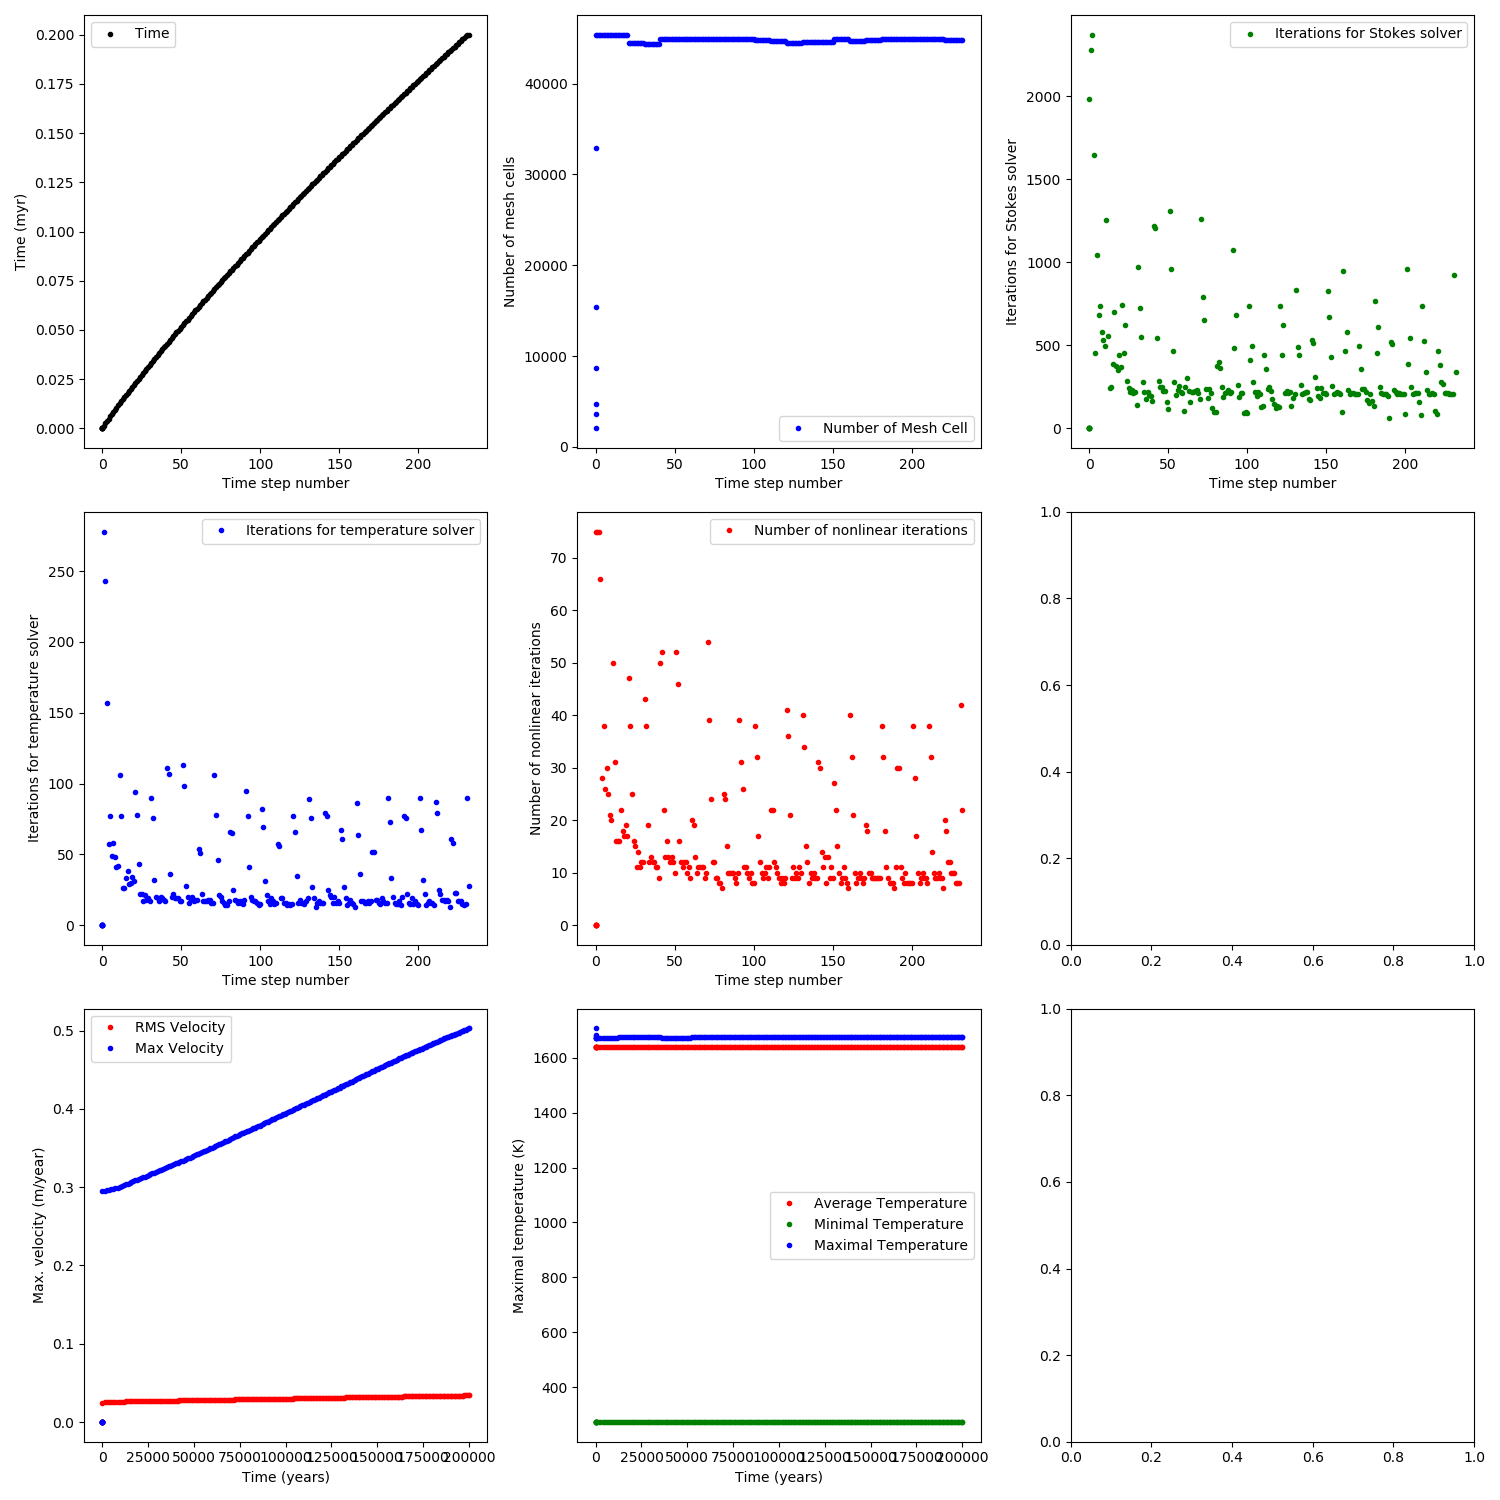 Time
0.200
0.175
0.150
0.125
0.100
0.075
0.050
0.025
0.000
Time (myr)
0 50 100 150 200
Time step number
Number of Mesh Cell
40000
30000
20000
10000
0
Number of mesh cells
0 50 100 150 200
Time step number
Iterations for Stokes solver
2000
1500
1000
500
0
Iterations for Stokes solver
0 50 100 150 200
Time step number
Iterations for temperature solver
250
200
150
100
50
0
Iterations for temperature solver
0 50 100 150 200
Time step number
Number of nonlinear iterations
70
60
50
40
30
20
10
0
Number of nonlinear iterations
0 50 100 150 200
Time step number
1.0
0.8
0.6
0.4
0.2
0.0
0.0 0.2 0.4 0.6 0.8 1.0
RMS Velocity
Max Velocity
0.5
0.4
0.3
0.2
0.1
0.0
Max. velocity (m/year)
0 25000 50000 75000 100000 125000 150000 175000 200000
Time (years)
Average Temperature
Minimal Temperature
Maximal Temperature
1600
1400
1200
1000
800
600
400
Maximal temperature (K)
0 25000 50000 75000 100000 125000 150000 175000 200000
Time (years)
1.0
0.8
0.6
0.4
0.2
0.0
0.0 0.2 0.4 0.6 0.8 1.0